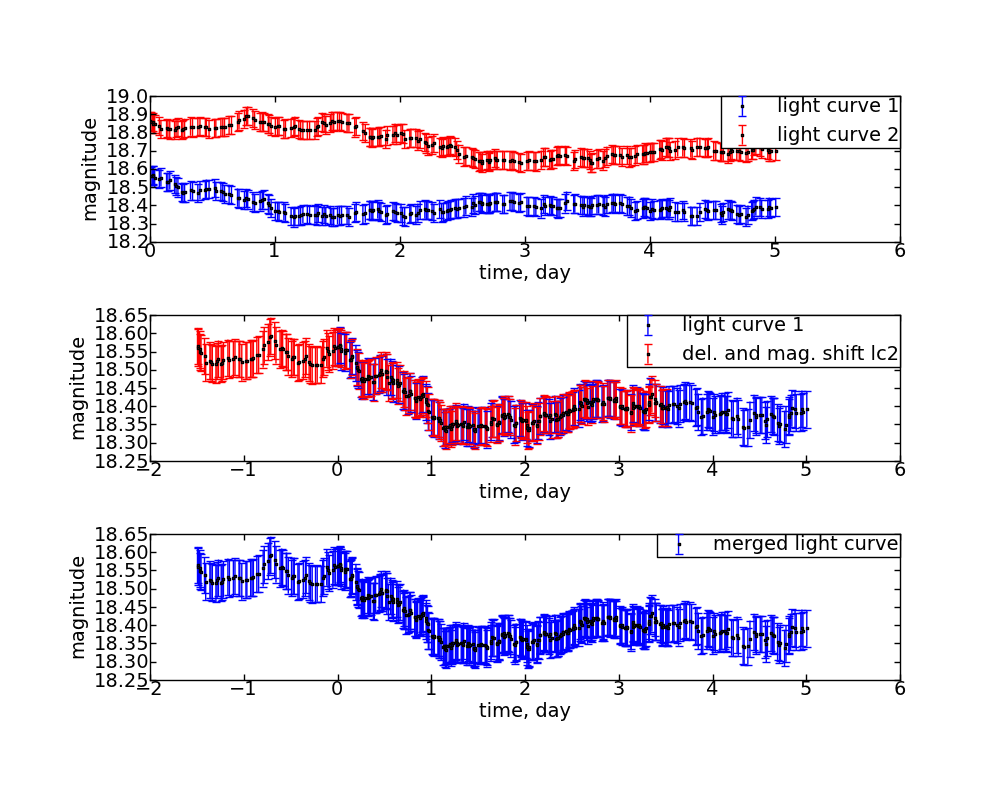 19.0
18.9
18.8
18.7
18.6
18.5
18.4
18.3
18.2
magnitude
light curve 1
light curve 2
0 1 2 3 4 5 6
time, day
18.65
18.60
18.55
18.50
18.45
18.40
18.35
18.30
18.25
magnitude
light curve 1
del. and mag. shift lc2
−2 −1 0 1 2 3 4 5 6
time, day
18.65
18.60
18.55
18.50
18.45
18.40
18.35
18.30
18.25
magnitude
merged light curve
−2 −1 0 1 2 3 4 5 6
time, day